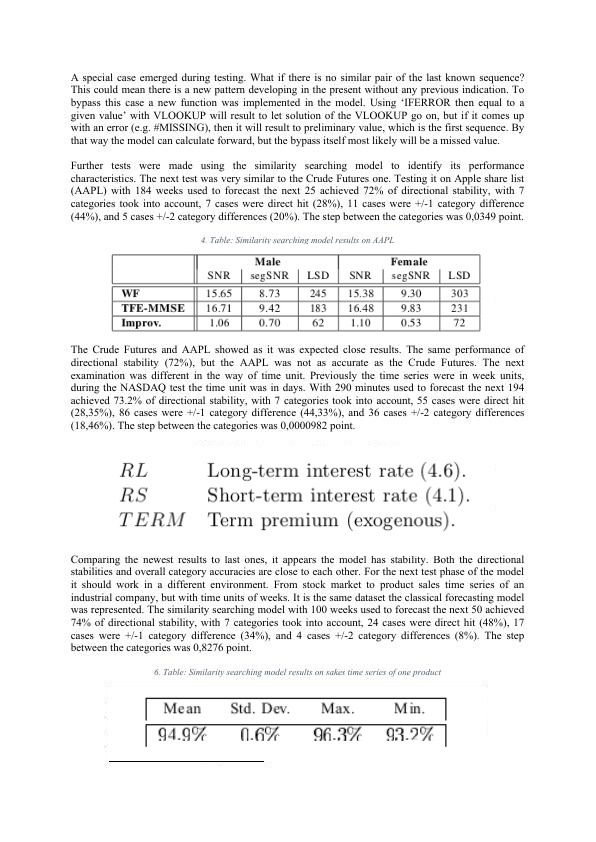 A special case emerged during testing. What if there is no similar pair of the last known sequence?
This could mean there is a new pattern developing in the present without any previous indication. To
bypass this case a new function was implemented in the model. Using ‘IFERROR then equal to a
given value’ with VLOOKUP will result to let solution of the VLOOKUP go on, but if it comes up
with an error (e.g. #MISSING), then it will result to preliminary value, which is the first sequence. By
that way the model can calculate forward, but the bypass itself most likely will be a missed value.
Further tests were made using the similarity searching model to identify its performance
characteristics. The next test was very similar to the Crude Futures one. Testing it on Apple share list
(AAPL) with 184 weeks used to forecast the next 25 achieved 72% of directional stability, with 7
categories took into account, 7 cases were direct hit (28%), 11 cases were +/-1 category difference
(44%), and 5 cases +/-2 category differences (20%). The step between the categories was 0,0349 point.
4. Table: Similarity searching model results on AAPL
Male Female
SNR segSNR LSD SNR segSNR LSD
WF 15.65 8.73 245 15.38 9.30 303
TFE-MMSE 16.71 9.42 183 16.48 9.83 231
Improv. 1.06 0.70 62 1.10 0.53 72
The Crude Futures and AAPL showed as it was expected close results. The same performance of
directional stability (72%), but the AAPL was not as accurate as the Crude Futures. The next
examination was different in the way of time unit. Previously the time series were in week units,
during the NASDAQ test the time unit was in days. With 290 minutes used to forecast the next 194
achieved 73.2% of directional stability, with 7 categories took into account, 55 cases were direct hit
(28,35%), 86 cases were +/-1 category difference (44,33%), and 36 cases +/-2 category differences
(18,46%). The step between the categories was 0,0000982 point.
RL Long-term interest rate (4.6).
RS Short-term interest rate (4.1).
TERM Term premium (exogenous).
Comparing the newest results to last ones, it appears the model has stability. Both the directional
stabilities and overall category accuracies are close to each other. For the next test phase of the model
it should work in a different environment. From stock market to product sales time series of an
industrial company, but with time units of weeks. It is the same dataset the classical forecasting model
was represented. The similarity searching model with 100 weeks used to forecast the next 50 achieved
74% of directional stability, with 7 categories took into account, 24 cases were direct hit (48%), 17
cases were +/-1 category difference (34%), and 4 cases +/-2 category differences (8%). The step
between the categories was 0,8276 point.
6. Table: Similarity searching model results on sakes time series of one product
Mean Std. Dev. Max. Min.
94.9% 0.6% 96.3% 93.2%